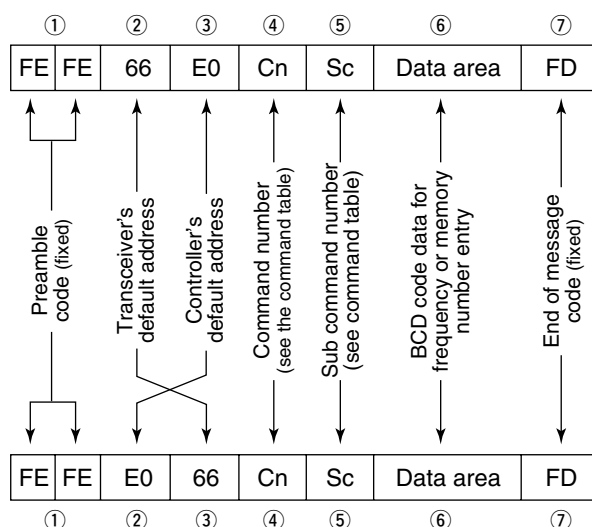 ① ② ③ ④ ⑤ ⑥ ⑦
FE FE 66 E0 Cn Sc Data area FD
Preamble
code (fixed)
Transceiver's
default address
Controller's
default address
Command number
(see the command table)
Sub command number
(see command table)
BCD code data for
frequency or memory
number entry
End of message
code (fixed)
FE FE E0 66 Cn Sc Data area FD
① ② ③ ④ ⑤ ⑥ ⑦